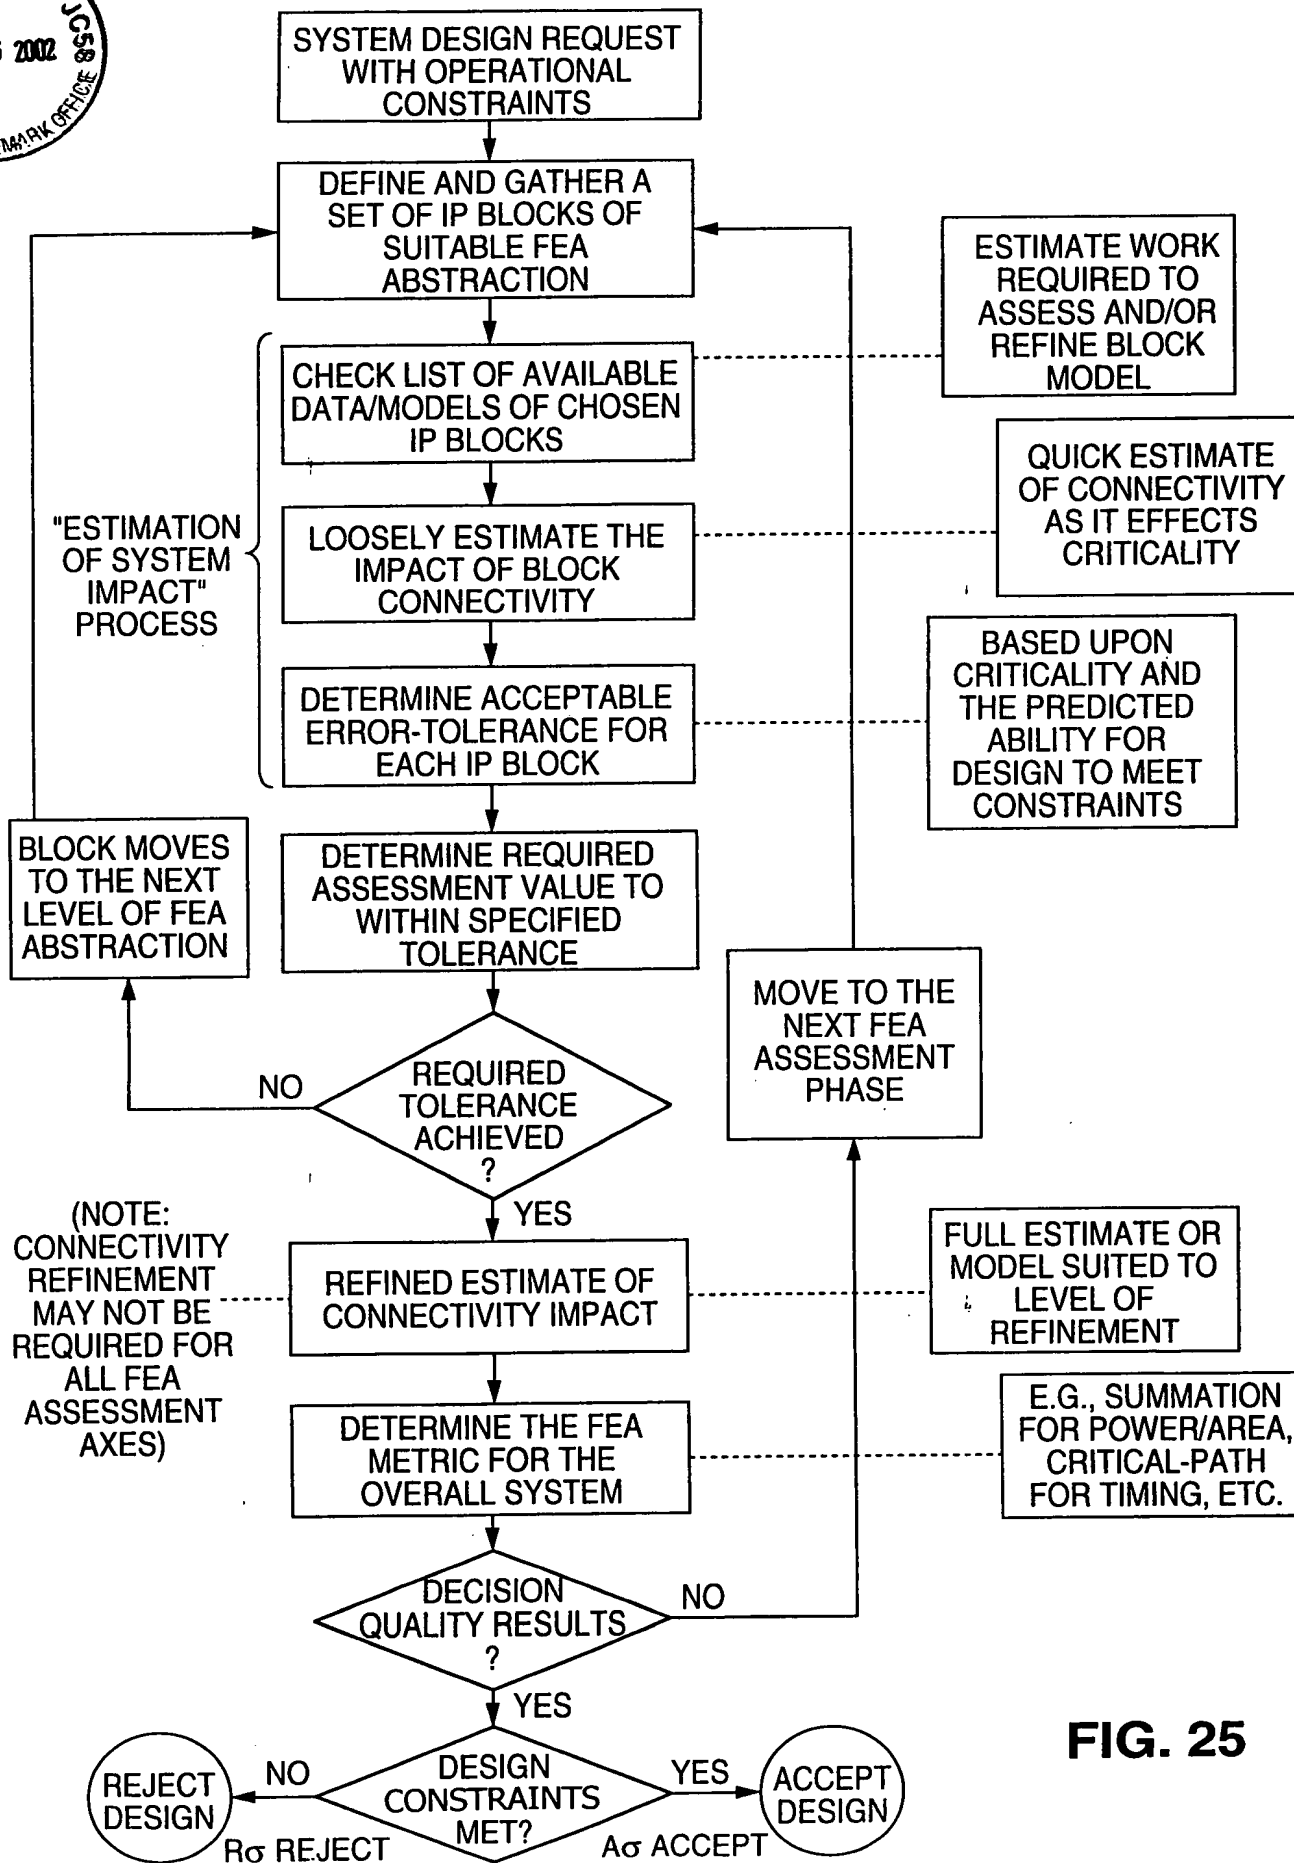 2002
JC58
MARK OFFICE
SYSTEM DESIGN REQUEST
WITH OPERATIONAL
CONSTRAINTS
DEFINE AND GATHER A
SET OF IP BLOCKS OF
SUITABLE FEA
ABSTRACTION
ESTIMATE WORK
REQUIRED TO
ASSESS AND/OR
REFINE BLOCK
MODEL
CHECK LIST OF AVAILABLE
DATA/MODELS OF CHOSEN
IP BLOCKS
QUICK ESTIMATE
OF CONNECTIVITY
AS IT EFFECTS
CRITICALITY
"ESTIMATION
OF SYSTEM
IMPACT"
PROCESS
LOOSELY ESTIMATE THE
IMPACT OF BLOCK
CONNECTIVITY
DETERMINE ACCEPTABLE
ERROR-TOLERANCE FOR
EACH IP BLOCK
BASED UPON
CRITICALITY AND
THE PREDICTED
ABILITY FOR
DESIGN TO MEET
CONSTRAINTS
BLOCK MOVES
TO THE NEXT
LEVEL OF FEA
ABSTRACTION
DETERMINE REQUIRED
ASSESSMENT VALUE TO
WITHIN SPECIFIED
TOLERANCE
MOVE TO THE
NEXT FEA
ASSESSMENT
PHASE
NO
REQUIRED
TOLERANCE
ACHIEVED
?
YES
(NOTE:
CONNECTIVITY
REFINEMENT
MAY NOT BE
REQUIRED FOR
ALL FEA
ASSESSMENT
AXES)
REFINED ESTIMATE OF
CONNECTIVITY IMPACT
FULL ESTIMATE OR
MODEL SUITED TO
LEVEL OF
REFINEMENT
DETERMINE THE FEA
METRIC FOR THE
OVERALL SYSTEM
E.G., SUMMATION
FOR POWER/AREA,
CRITICAL-PATH
FOR TIMING, ETC.
DECISION
QUALITY RESULTS
?
NO
YES
REJECT
DESIGN
NO
DESIGN
CONSTRAINTS
MET?
YES
ACCEPT
DESIGN
Rσ REJECT
Aσ ACCEPT
FIG. 25